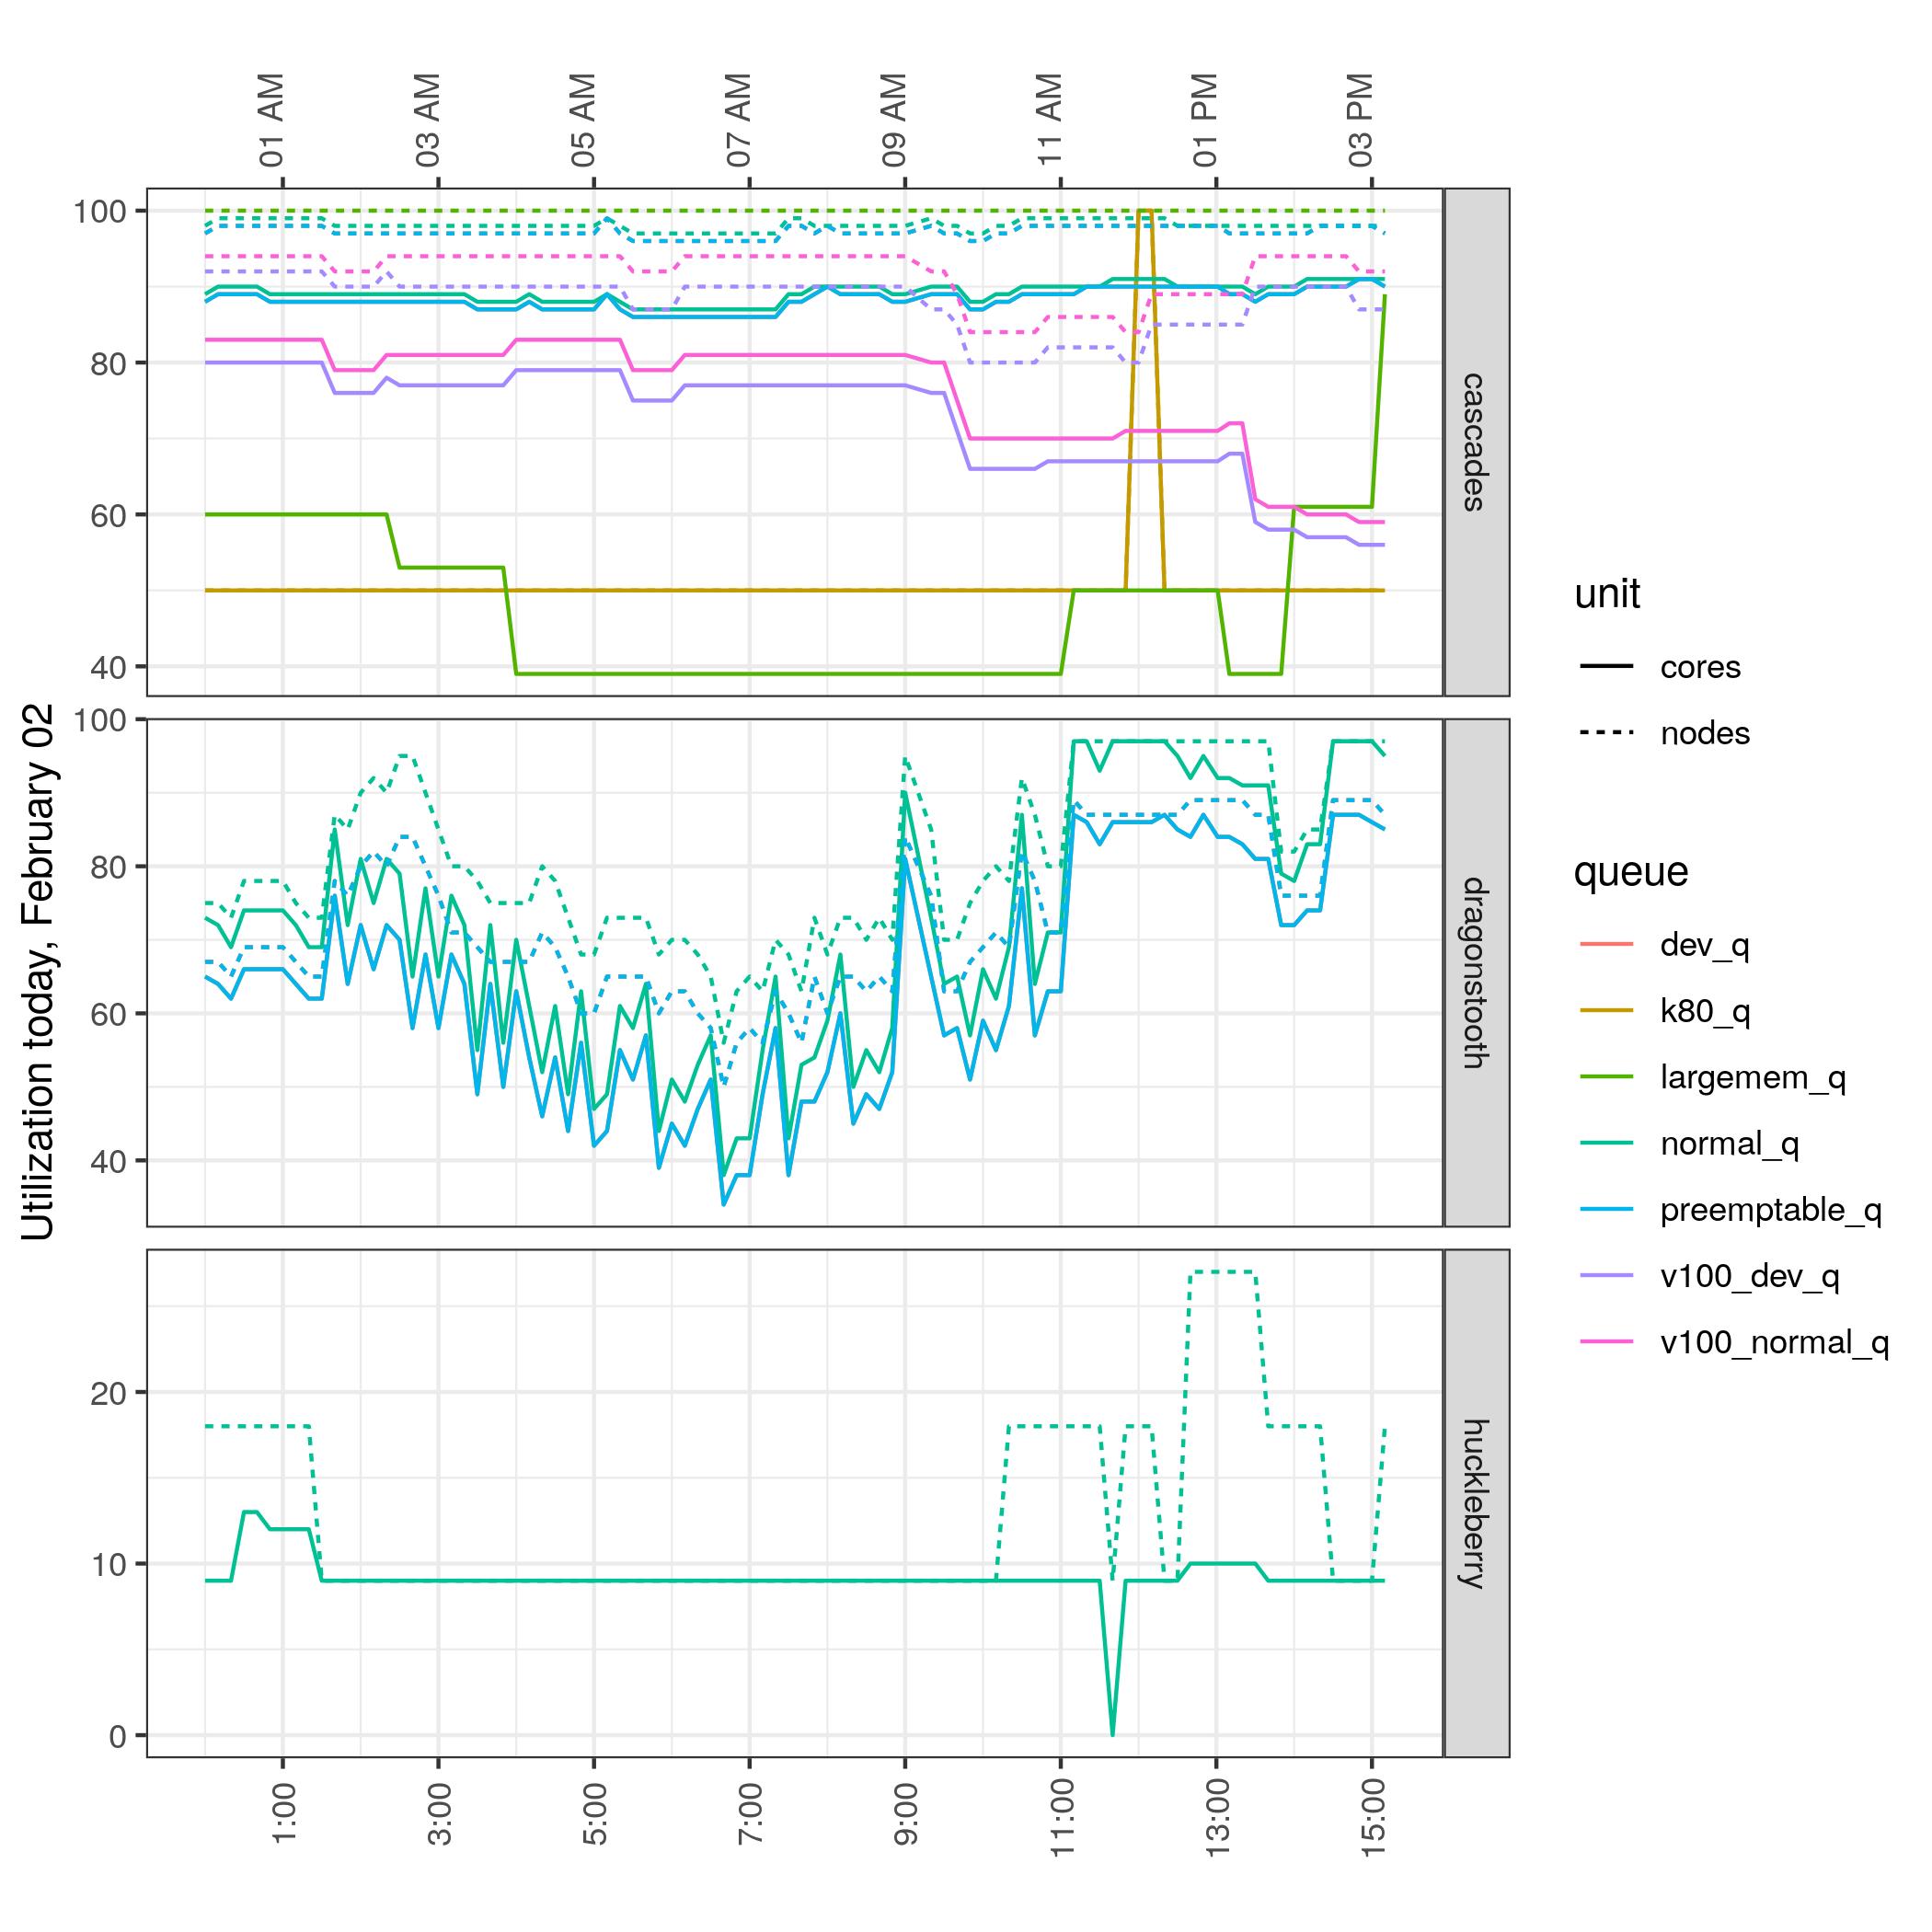 01 AM
03 AM
05 AM
07 AM
09 AM
11 AM
01 PM
03 PM
Utilization today, February 02
100
80
60
40
cascades
100
80
60
40
dragonstooth
20
10
0
huckleberry
1:00
3:00
5:00
7:00
9:00
11:00
13:00
15:00
unit
cores
nodes
queue
dev_q
k80_q
largemem_q
normal_q
preemptable_q
v100_dev_q
v100_normal_q